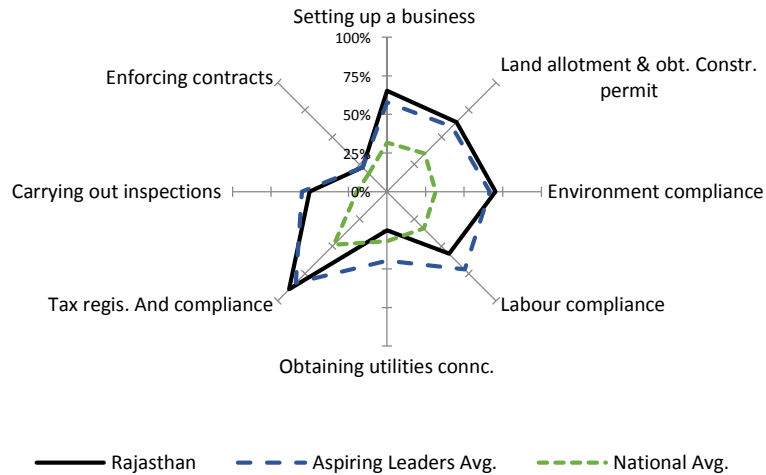 Setting up a business
100%
75%
50%
25%
0%
Land allotment & obt. Constr.
permit
Enforcing contracts
Carrying out inspections
Environment compliance
Tax regis. And compliance
Labour compliance
Obtaining utilities connc.
Rajasthan
Aspiring Leaders Avg.
National Avg.